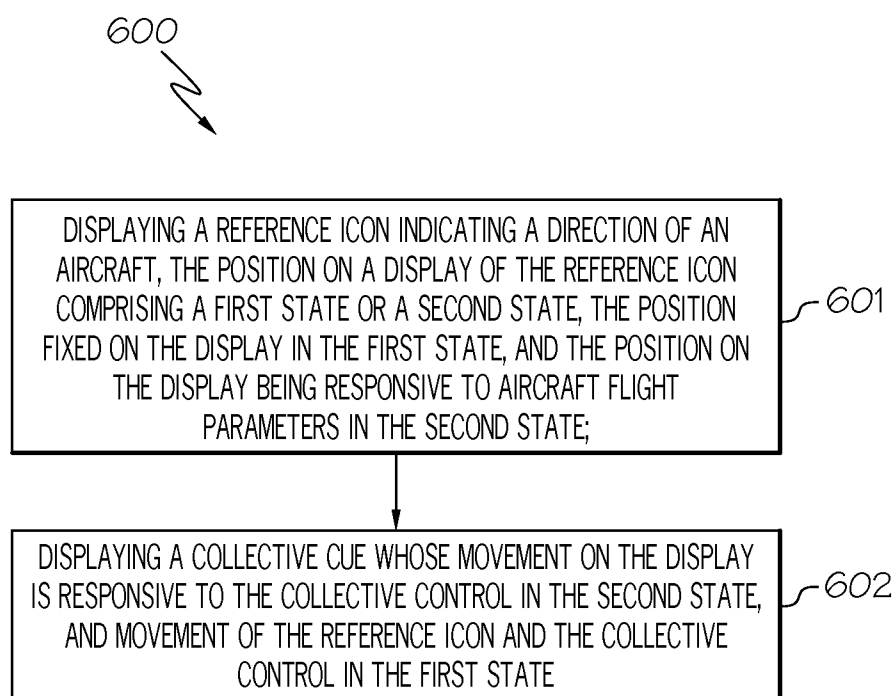 600
DISPLAYING A REFERENCE ICON INDICATING A DIRECTION OF AN
AIRCRAFT, THE POSITION ON A DISPLAY OF THE REFERENCE ICON
COMPRISING A FIRST STATE OR A SECOND STATE, THE POSITION
FIXED ON THE DISPLAY IN THE FIRST STATE, AND THE POSITION ON
THE DISPLAY BEING RESPONSIVE TO AIRCRAFT FLIGHT
PARAMETERS IN THE SECOND STATE;
601
DISPLAYING A COLLECTIVE CUE WHOSE MOVEMENT ON THE DISPLAY
IS RESPONSIVE TO THE COLLECTIVE CONTROL IN THE SECOND STATE,
AND MOVEMENT OF THE REFERENCE ICON AND THE COLLECTIVE
CONTROL IN THE FIRST STATE
602